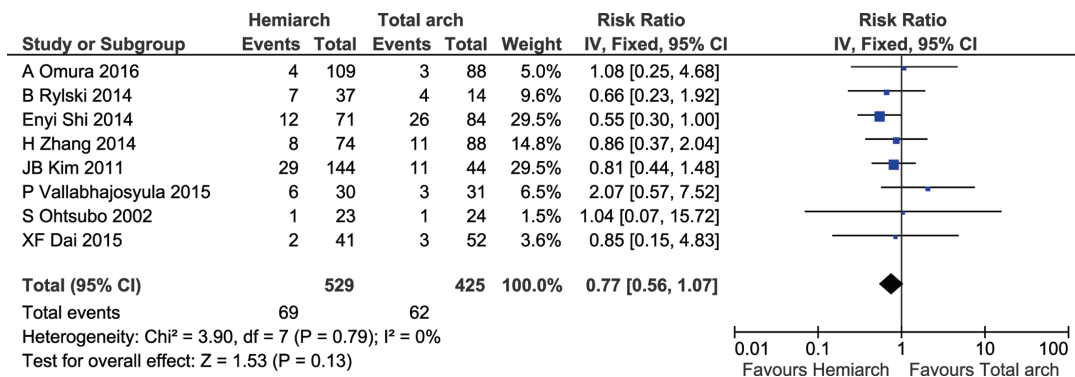 Hemiarch Total arch Risk Ratio Risk Ratio
Study or Subgroup Events Total Events Total Weight IV, Fixed, 95% CI IV, Fixed, 95% CI
A Omura 2016 4 109 3 88 5.0% 1.08 [0.25, 4.68]
B Rylski 2014 7 37 4 14 9.6% 0.66 [0.23, 1.92]
Enyi Shi 2014 12 71 26 84 29.5% 0.55 [0.30, 1.00]
H Zhang 2014 8 74 11 88 14.8% 0.86 [0.37, 2.04]
JB Kim 2011 29 144 11 44 29.5% 0.81 [0.44, 1.48]
P Vallabhajosyula 2015 6 30 3 31 6.5% 2.07 [0.57, 7.52]
S Ohtsubo 2002 1 23 1 24 1.5% 1.04 [0.07, 15.72]
XF Dai 2015 2 41 3 52 3.6% 0.85 [0.15, 4.83]
Total (95% CI) 529 425 100.0% 0.77 [0.56, 1.07]
Total events 69 62
Heterogeneity: Chi² = 3.90, df = 7 (P = 0.79); I² = 0%
Test for overall effect: Z = 1.53 (P = 0.13)
0.01 0.1 1 10 100
Favours Hemiarch Favours Total arch